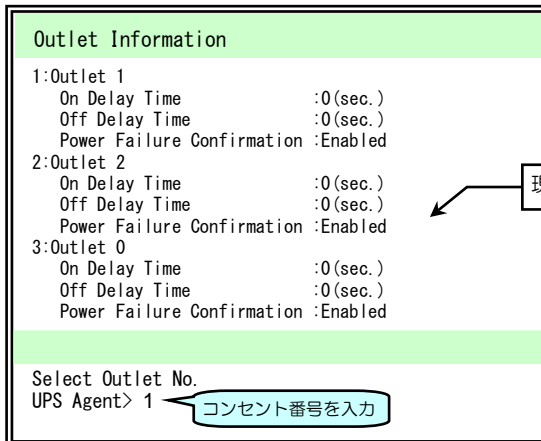 Outlet Information
1:Outlet 1
On Delay Time :0(sec.)
Off Delay Time :0(sec.)
Power Failure Confirmation :Enabled
2:Outlet 2
On Delay Time :0(sec.)
Off Delay Time :0(sec.)
Power Failure Confirmation :Enabled
3:Outlet 0
On Delay Time :0(sec.)
Off Delay Time :0(sec.)
Power Failure Confirmation :Enabled
Select Outlet No.
UPS Agent> 1
コンセント番号を入力